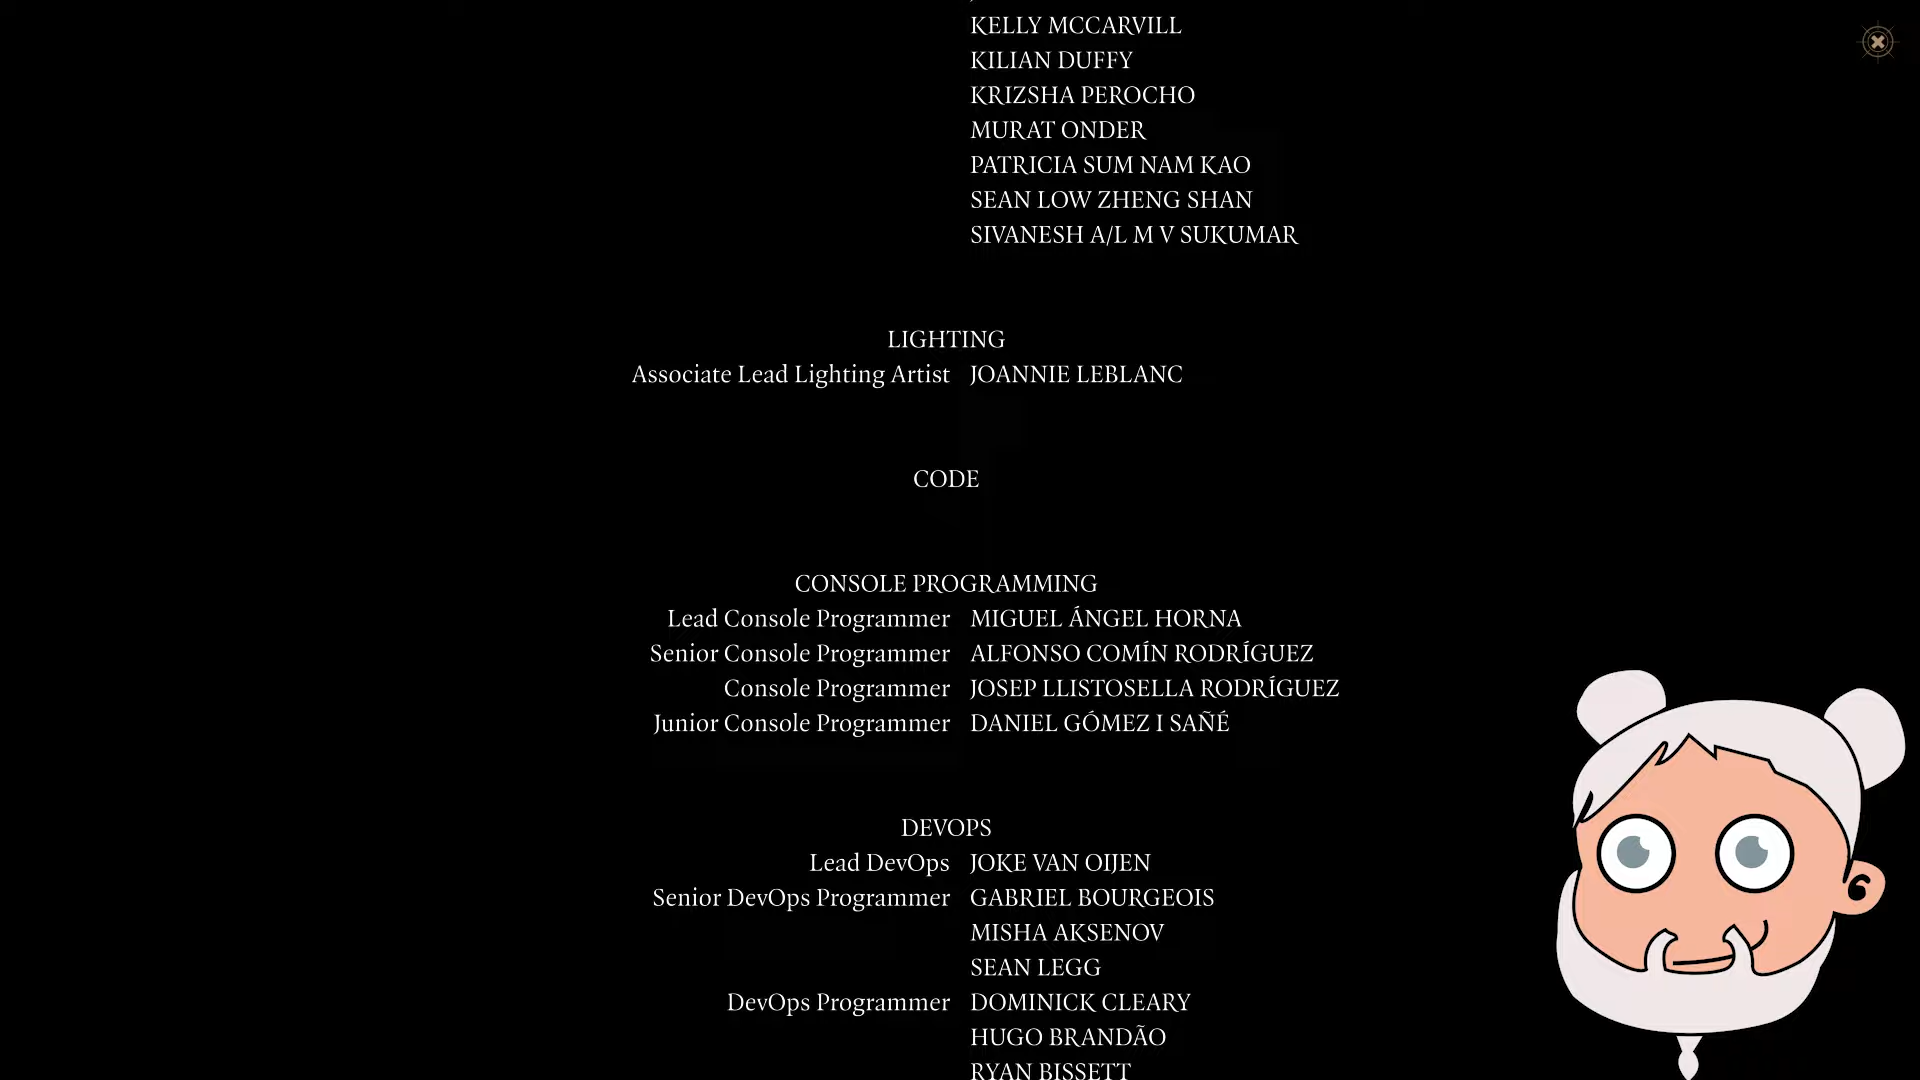 KELLY MCCARVILL
KILIAN DUFFY
KRIZSHA PEROCHO
MURAT ONDER
PATRICIA SUM NAM KAO
SEAN LOW ZHENG SHAN
SIVANESH A/L M V SUKUMAR
LIGHTING
Associate Lead Lighting Artist JOANNIE LEBLANC
CODE
CONSOLE PROGRAMMING
Lead Console Programmer MIGUEL ÁNGEL HORNA
Senior Console Programmer ALFONSO COMÍN RODRÍGUEZ
Console Programmer JOSEP LLISTOSELLA RODRÍGUEZ
Junior Console Programmer DANIEL GÓMEZ I SAÑÉ
DEVOPS
Lead DevOps JOKE VAN OIJEN
Senior DevOps Programmer GABRIEL BOURGEOIS
MISHA AKSENOV
SEAN LEGG
DevOps Programmer DOMINICK CLEARY
HUGO BRANDÃO
RYAN BISSETT